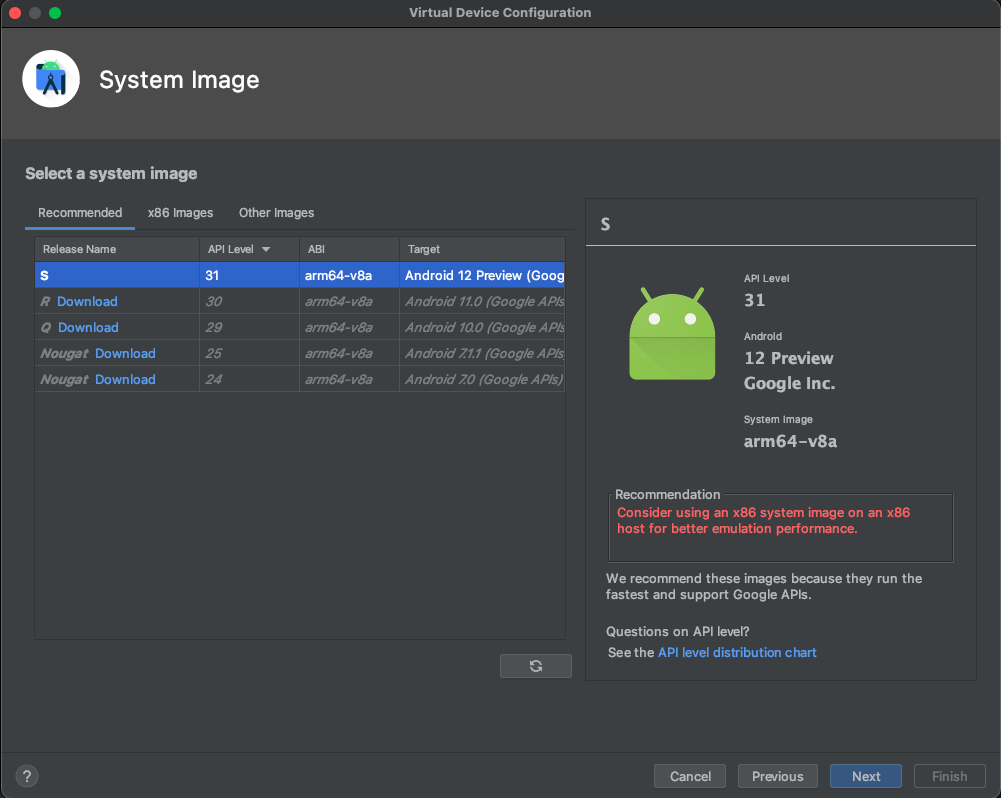 Virtual Device Configuration
System Image
Select a system image
Recommended x86 Images Other Images
Release Name API Level ABI Target
S 31 arm64-v8a Android 12 Preview (Goog
R Download 30 arm64-v8a Android 11.0 (Google APIs
Q Download 29 arm64-v8a Android 10.0 (Google APIs
Nougat Download 25 arm64-v8a Android 7.1.1 (Google APIs
Nougat Download 24 arm64-v8a Android 7.0 (Google APIs)
S
API Level
31
Android
12 Preview
Google Inc.
System Image
arm64-v8a
Recommendation
Consider using an x86 system image on an x86
host for better emulation performance.
We recommend these images because they run the
fastest and support Google APIs.
Questions on API level?
See the API level distribution chart
? Cancel Previous Next Finish